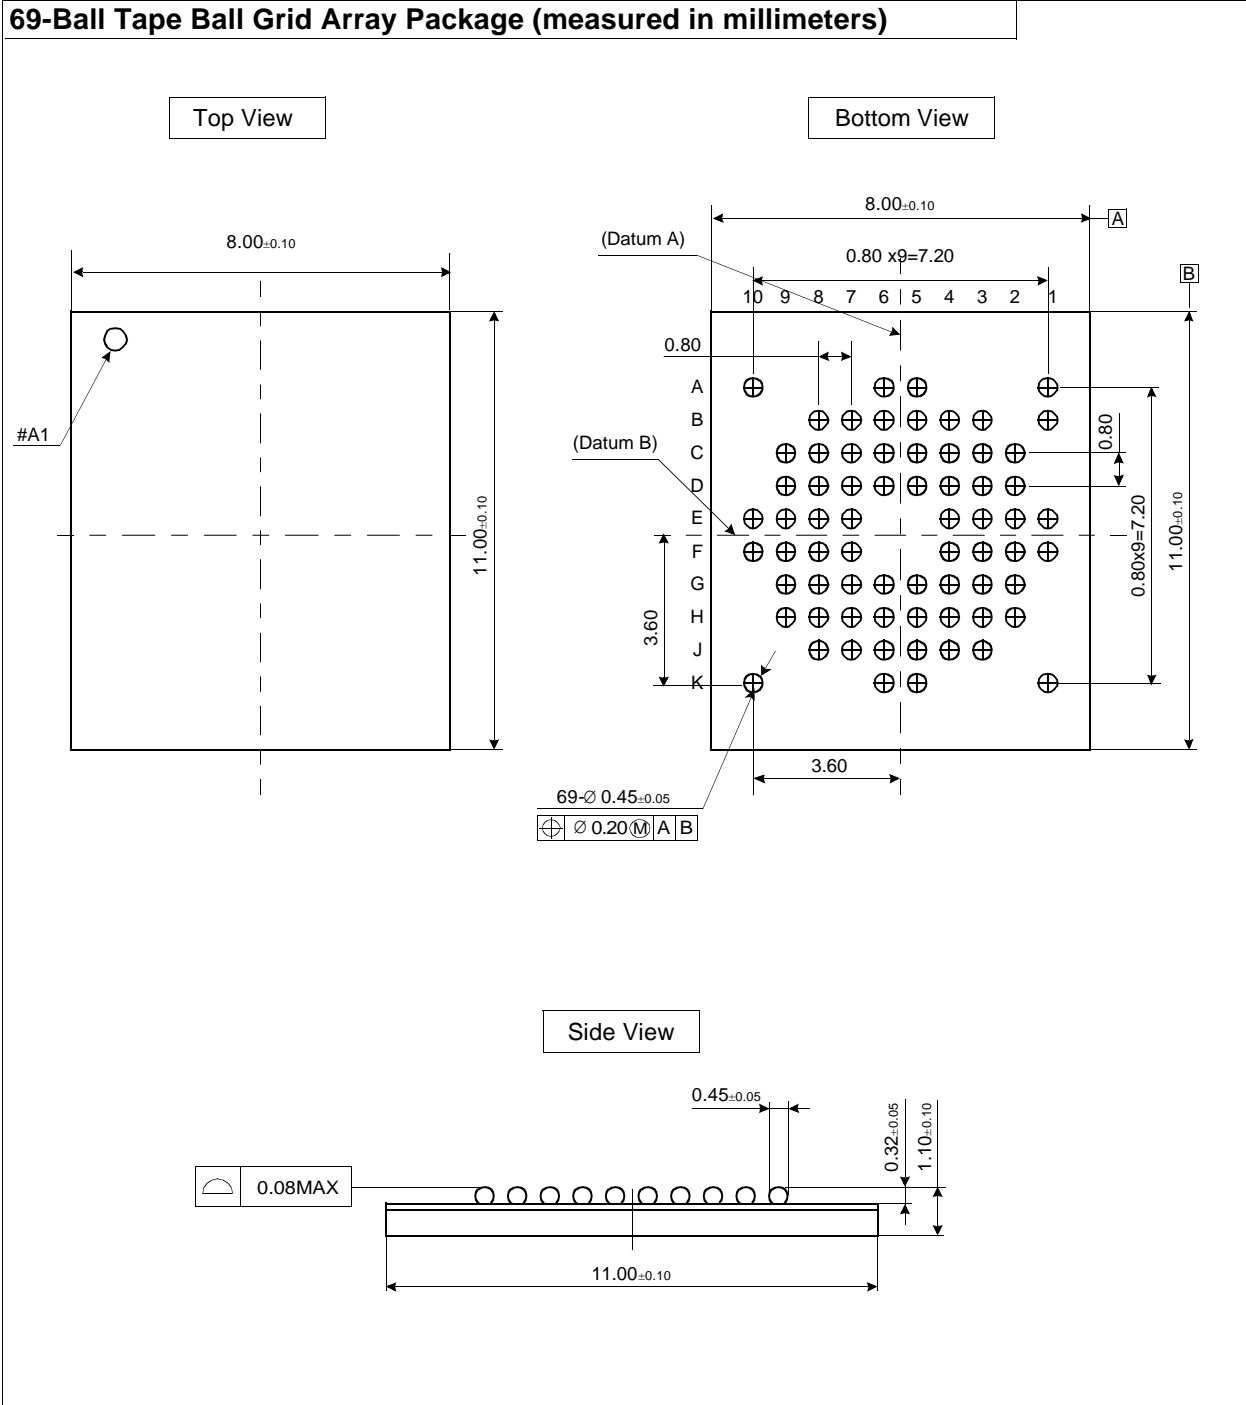 69-Ball Tape Ball Grid Array Package (measured in millimeters)
Top View
Bottom View
8.00±0.10
A
(Datum A)
8.00±0.10
0.80 x9=7.20
B
10 9 8 7 6 5 4 3 2 1
0.80
#A1
(Datum B)
A
B
C
D
E
F
G
H
J
K
0.80
0.80x9=7.20
11.00±0.10
11.00±0.10
3.60
3.60
69-∅ 0.45±0.05
⌖ ∅ 0.20 Ⓜ A B
Side View
0.45±0.05
0.32±0.05
1.10±0.10
0.08MAX
11.00±0.10